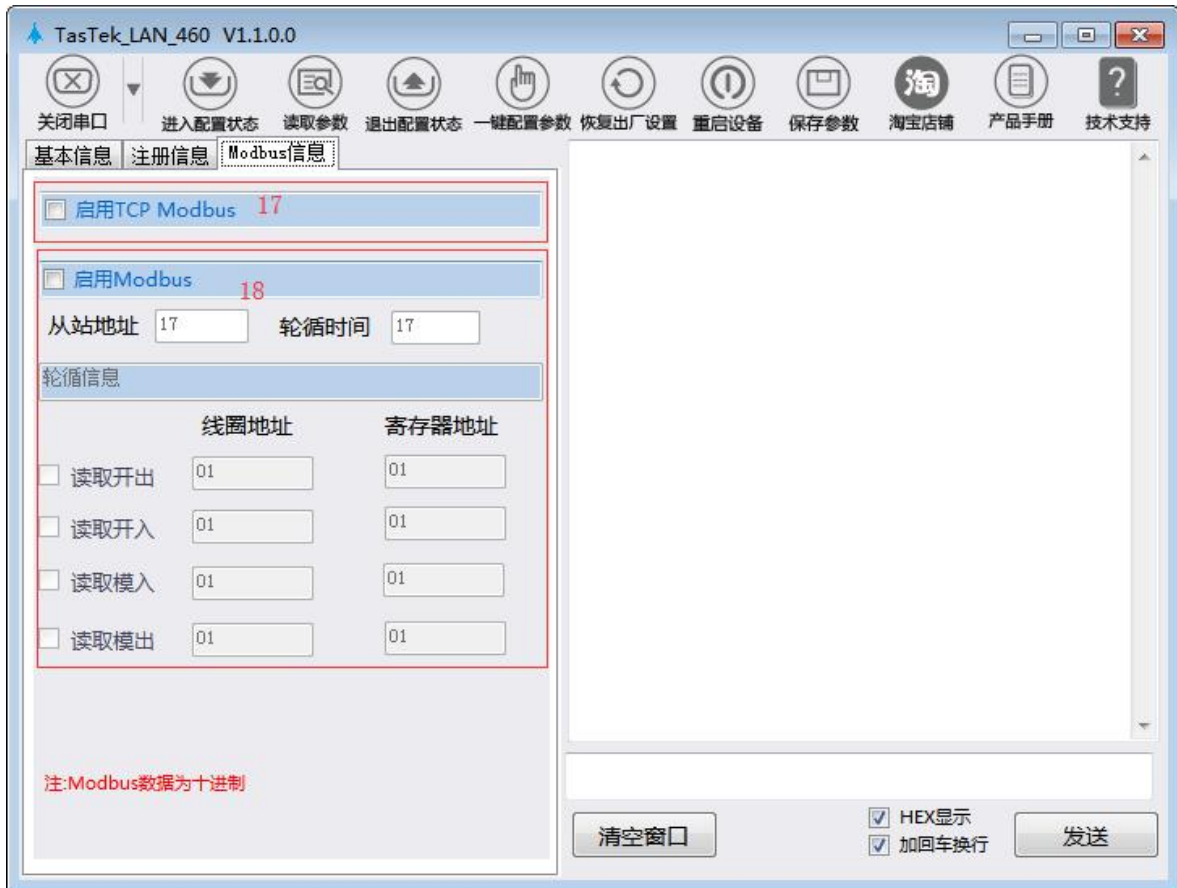 TasTek_LAN_460 V1.1.0.0
淘
关闭串口 进入配置状态 读取参数 退出配置状态 一键配置参数 恢复出厂设置 重启设备 保存参数 淘宝店铺 产品手册 技术支持
基本信息 注册信息 Modbus信息
启用TCP Modbus 17
启用Modbus 18
从站地址 17 轮循时间 17
轮循信息
线圈地址 寄存器地址
读取开出 01 01
读取开入 01 01
读取模入 01 01
读取模出 01 01
注:Modbus数据为十进制
清空窗口 HEX显示 发送
加回车换行